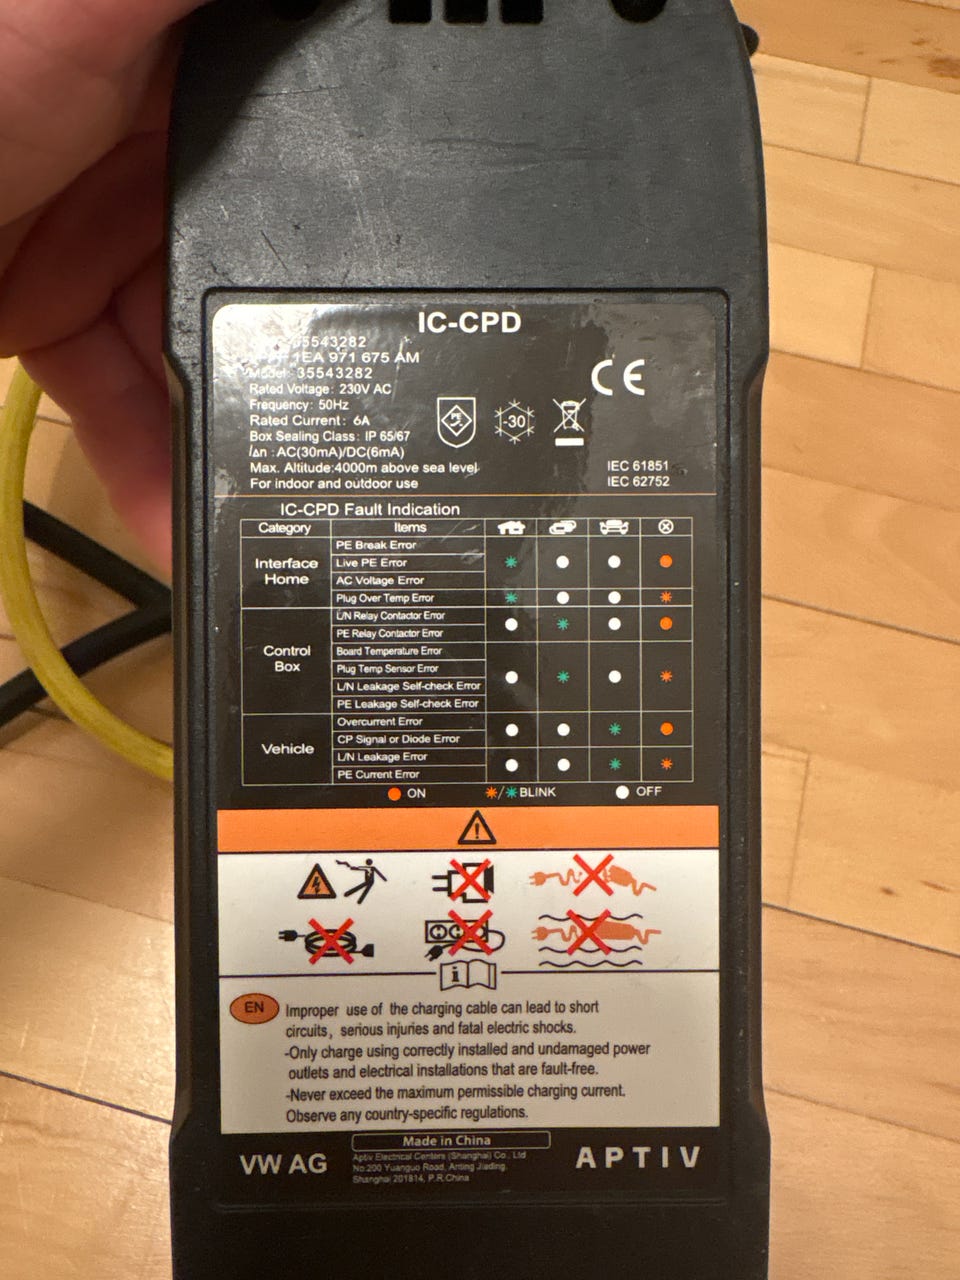 IC-CPD
35543282
1EA 971 675 AM
Model: 35543282
Rated Voltage: 230V AC
Frequency: 50Hz
Rated Current: 6A
Box Sealing Class: IP 65/67
I∆n : AC(30mA)/DC(6mA)
Max. Altitude:4000m above sea level
For indoor and outdoor use
CE
PE
-30
IEC 61851
IEC 62752
IC-CPD Fault Indication
Category Items
Interface Home
PE Break Error
Live PE Error
AC Voltage Error
Plug Over Temp Error
Control Box
L/N Relay Contactor Error
PE Relay Contactor Error
Board Temperature Error
Plug Temp Sensor Error
L/N Leakage Self-check Error
PE Leakage Self-check Error
Vehicle
Overcurrent Error
CP Signal or Diode Error
L/N Leakage Error
PE Current Error
ON / BLINK OFF
EN
Improper use of the charging cable can lead to short
circuits, serious injuries and fatal electric shocks.
-Only charge using correctly installed and undamaged power
outlets and electrical installations that are fault-free.
-Never exceed the maximum permissible charging current.
Observe any country-specific regulations.
VW AG
Made in China
Aptiv Electrical Centers (Shanghai) Co., Ltd
No.200 Yuanguo Road, Anting Jiading,
Shanghai 201814, P.R.China
APTIV